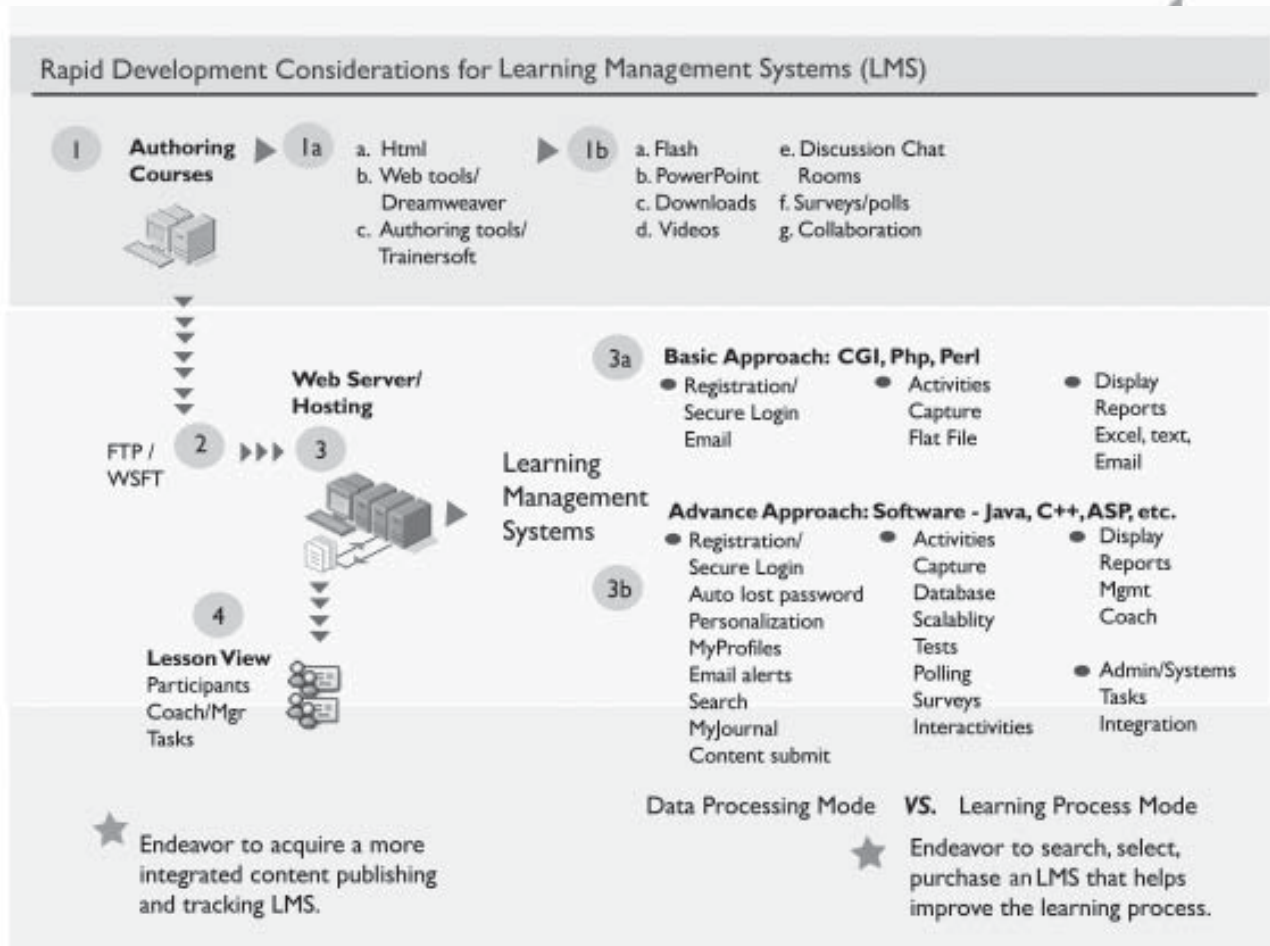 Rapid Development Considerations for Learning Management Systems (LMS)
1
Authoring
Courses
1a
a. Html
b. Web tools/
Dreamweaver
c. Authoring tools/
Trainersoft
1b
a. Flash
b. PowerPoint
c. Downloads
d. Videos
e. Discussion Chat
Rooms
f. Surveys/polls
g. Collaboration
FTP /
WSFT
2
Web Server/
Hosting
3
Learning
Management
Systems
3a
Basic Approach: CGI, Php, Perl
Registration/
Secure Login
Email
Activities
Capture
Flat File
Display
Reports
Excel, text,
Email
3b
Advance Approach: Software - Java, C++, ASP, etc.
Registration/
Secure Login
Auto lost password
Personalization
MyProfiles
Email alerts
Search
MyJournal
Content submit
Activities
Capture
Database
Scalablity
Tests
Polling
Surveys
Interactivities
Display
Reports
Mgmt
Coach
Admin/Systems
Tasks
Integration
4
Lesson View
Participants
Coach/Mgr
Tasks
Data Processing Mode VS. Learning Process Mode
Endeavor to acquire a more
integrated content publishing
and tracking LMS.
Endeavor to search, select,
purchase an LMS that helps
improve the learning process.